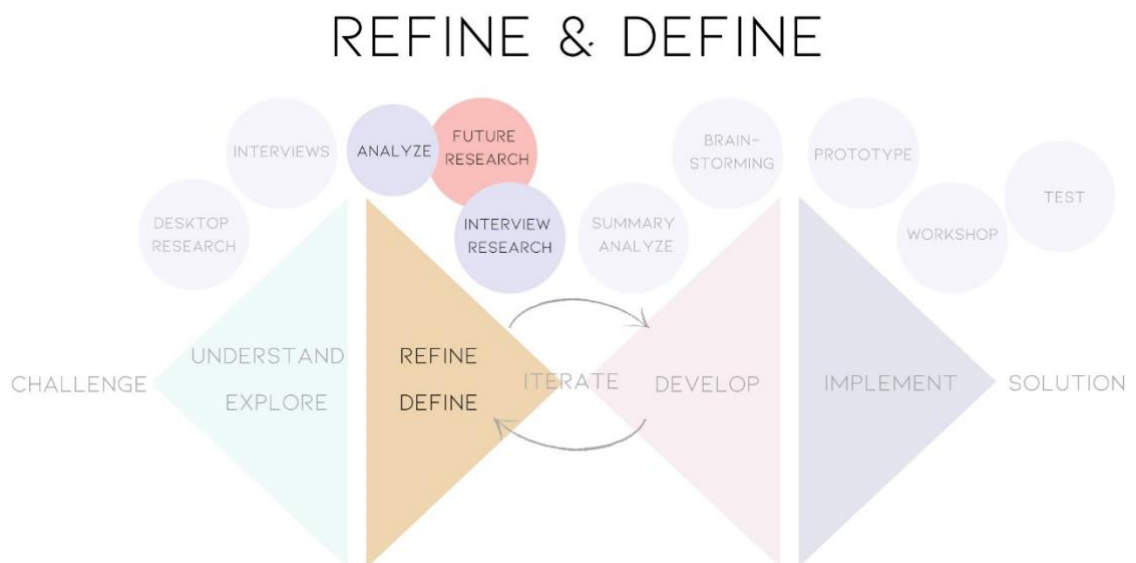 REFINE & DEFINE
INTERVIEWS
ANALYZE
FUTURE
RESEARCH
BRAIN-
STORMING
PROTOTYPE
DESKTOP
RESEARCH
INTERVIEW
RESEARCH
SUMMARY
ANALYZE
WORKSHOP
TEST
CHALLENGE
UNDERSTAND
EXPLORE
REFINE
DEFINE
ITERATE
DEVELOP
IMPLEMENT
SOLUTION